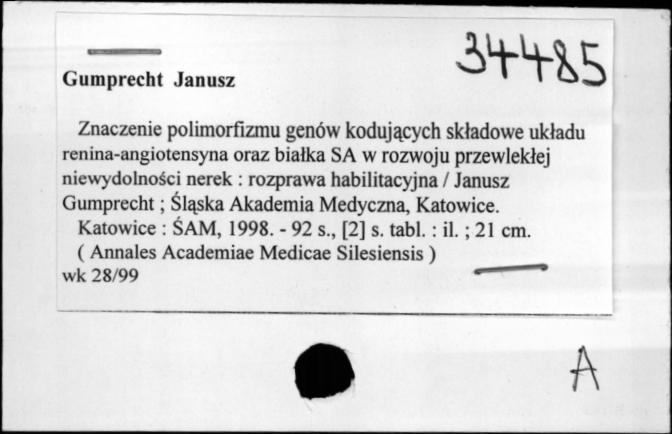 34485
Gumprecht Janusz
Znaczenie polimorfizmu genów kodujących składowe układu
renina-angiotensyna oraz białka SA w rozwoju przewlekłej
niewydolności nerek : rozprawa habilitacyjna / Janusz
Gumprecht ; Śląska Akademia Medyczna, Katowice.
Katowice : ŚAM, 1998. - 92 s., [2] s. tabl. : il. ; 21 cm.
( Annales Academiae Medicae Silesiensis )
wk 28/99
A